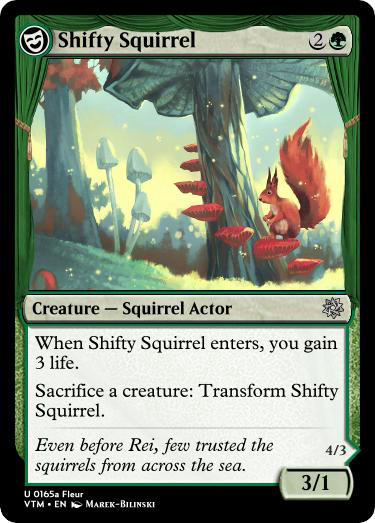 Shifty Squirrel 2
Creature — Squirrel Actor
When Shifty Squirrel enters, you gain
3 life.
Sacrifice a creature: Transform Shifty
Squirrel.
Even before Rei, few trusted the
squirrels from across the sea.
4/3
3/1
U 0165a Fleur
VTM • EN Marek-Bilinski